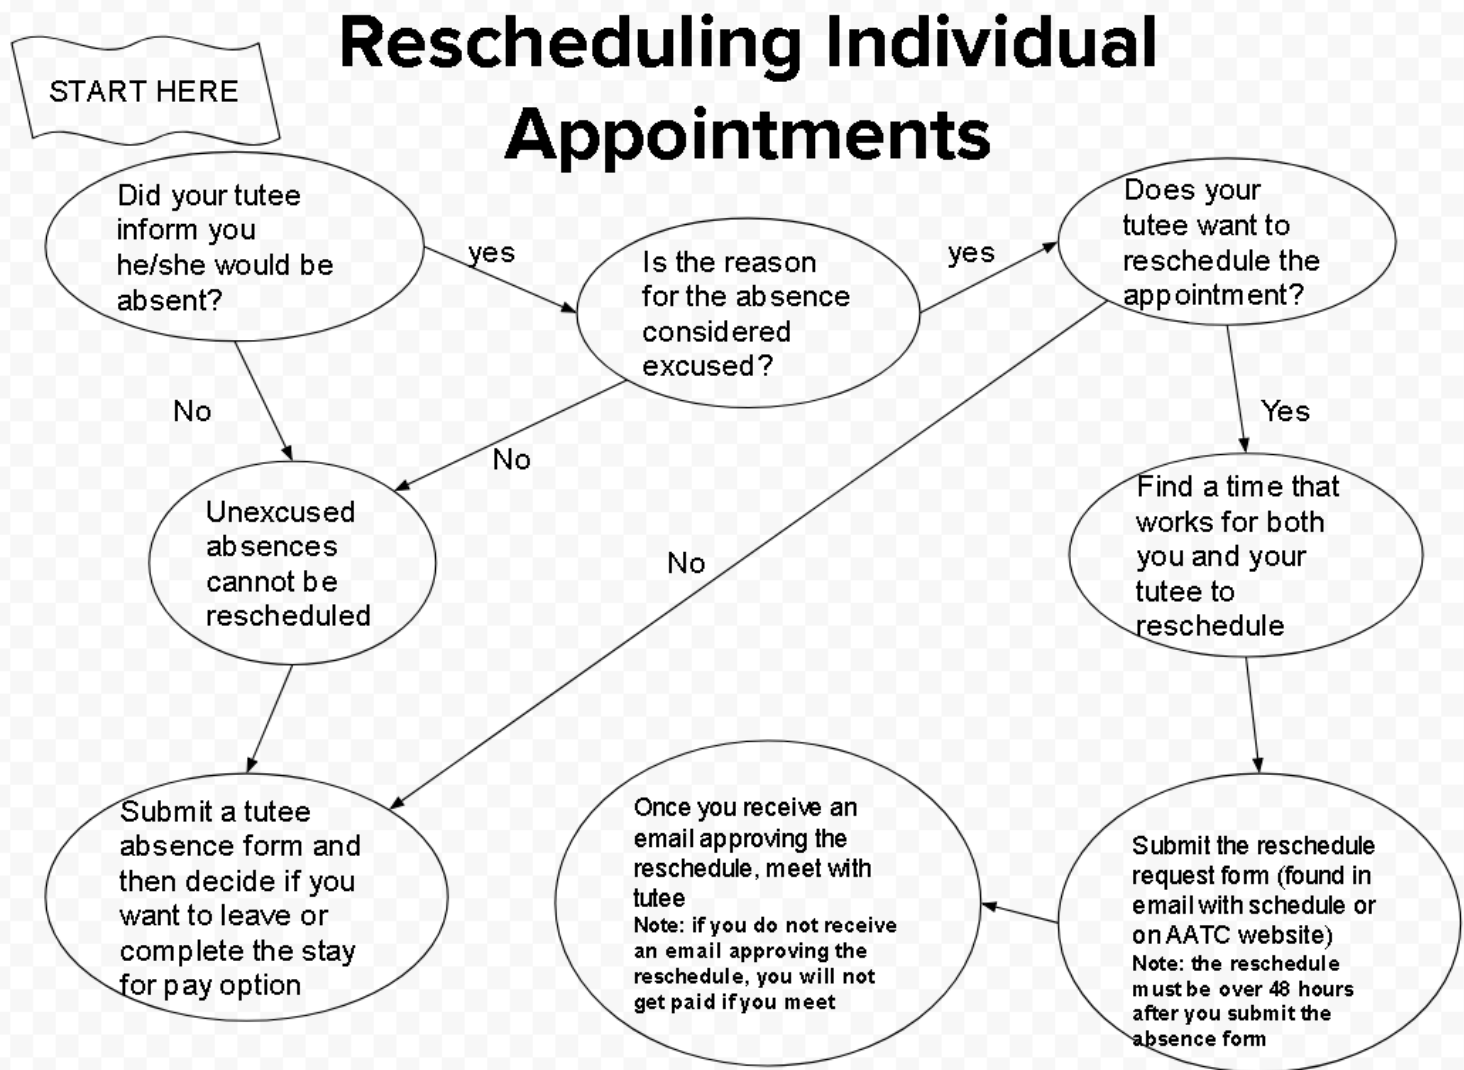 Rescheduling Individual
Appointments
START HERE
Did your tutee
inform you
he/she would be
absent?
yes
Is the reason
for the absence
considered
excused?
yes
Does your
tutee want to
reschedule the
appointment?
No
No
Unexcused
absences
cannot be
rescheduled
No
Yes
Find a time that
works for both
you and your
tutee to
reschedule
Submit a tutee
absence form and
then decide if you
want to leave or
complete the stay
for pay option
Once you receive an
email approving the
reschedule, meet with
tutee
Note: if you do not receive
an email approving the
reschedule, you will not
get paid if you meet
Submit the reschedule
request form (found in
email with schedule or
on AATC website)
Note: the reschedule
must be over 48 hours
after you submit the
absence form